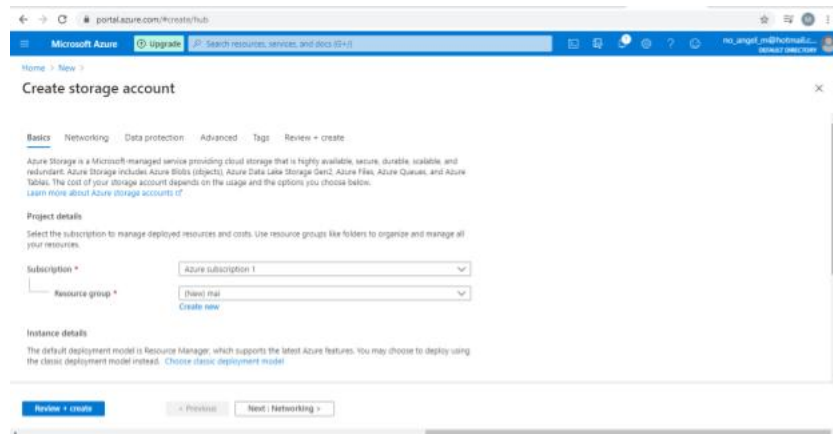 portal.azure.com/#create/hub
Microsoft Azure
Upgrade
Search resources, services, and docs (G+/)
no_angel_m@hotmail.c...
DEFAULT DIRECTORY
Home > New >
Create storage account
Basics Networking Data protection Advanced Tags Review + create
Azure Storage is a Microsoft-managed service providing cloud storage that is highly available, secure, durable, scalable, and
redundant. Azure Storage includes Azure Blobs (objects), Azure Data Lake Storage Gen2, Azure Files, Azure Queues, and Azure
Tables. The cost of your storage account depends on the usage and the options you choose below.
Learn more about Azure storage accounts
Project details
Select the subscription to manage deployed resources and costs. Use resource groups like folders to organize and manage all
your resources.
Subscription *
Azure subscription 1
Resource group *
(New) mai
Create new
Instance details
The default deployment model is Resource Manager, which supports the latest Azure features. You may choose to deploy using
the classic deployment model instead. Choose classic deployment model
Review + create
< Previous
Next : Networking >